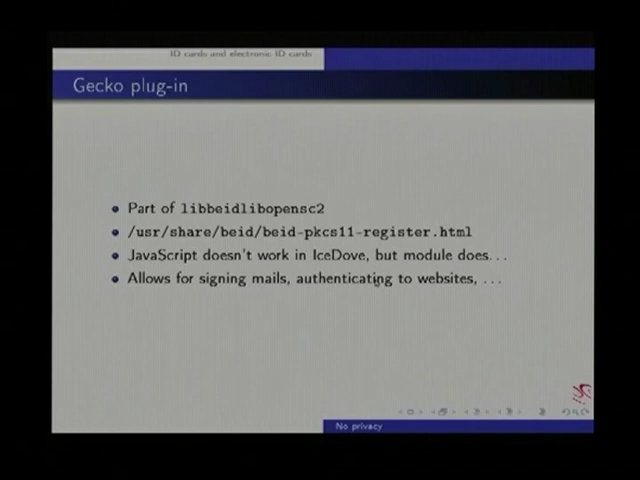 ID cards and electronic ID cards
Gecko plug-in
Part of libbeidlibopensc2
/usr/share/beid/beid-pkcs11-register.html
JavaScript doesn't work in IceDove, but module does...
Allows for signing mails, authenticating to websites, ...
No privacy